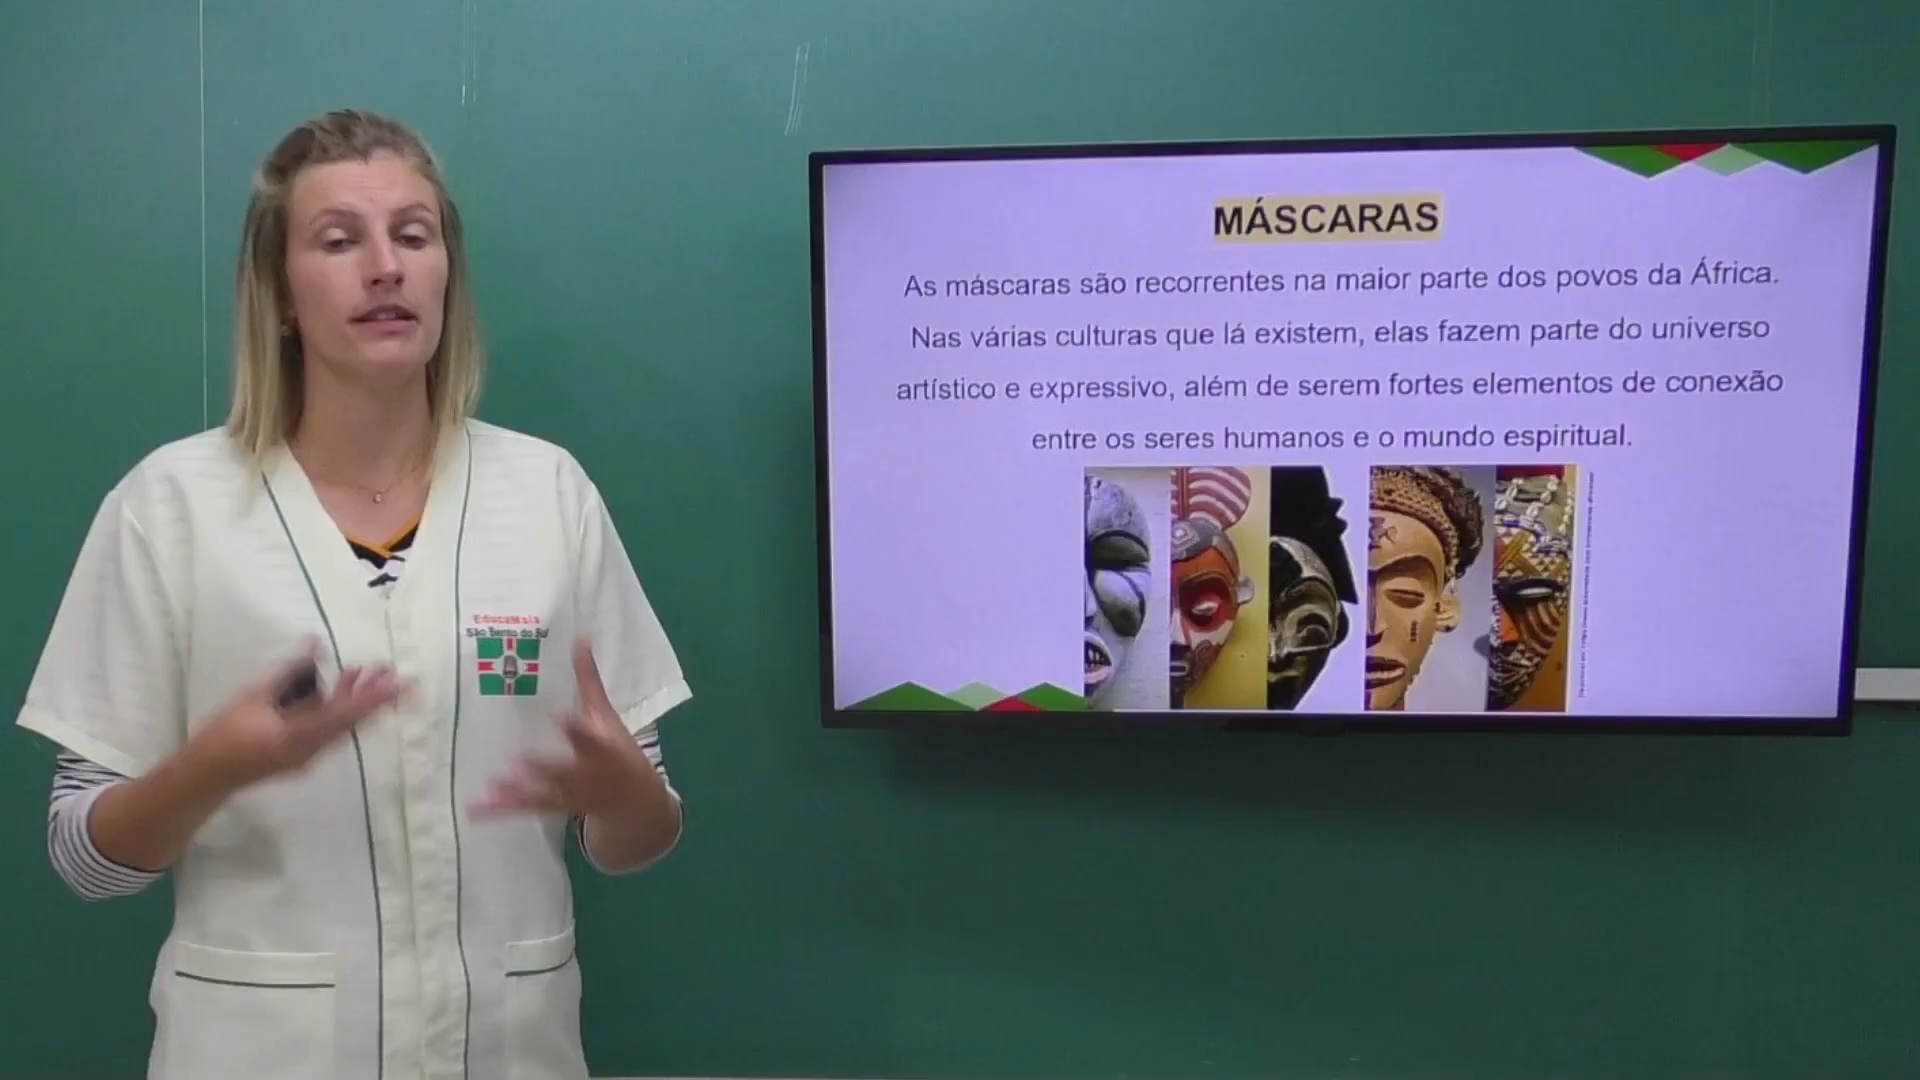 MÁSCARAS
As máscaras são recorrentes na maior parte dos povos da África.
Nas várias culturas que lá existem, elas fazem parte do universo
artístico e expressivo, além de serem fortes elementos de conexão
entre os seres humanos e o mundo espiritual.
EducaMais
São Bento do Sul